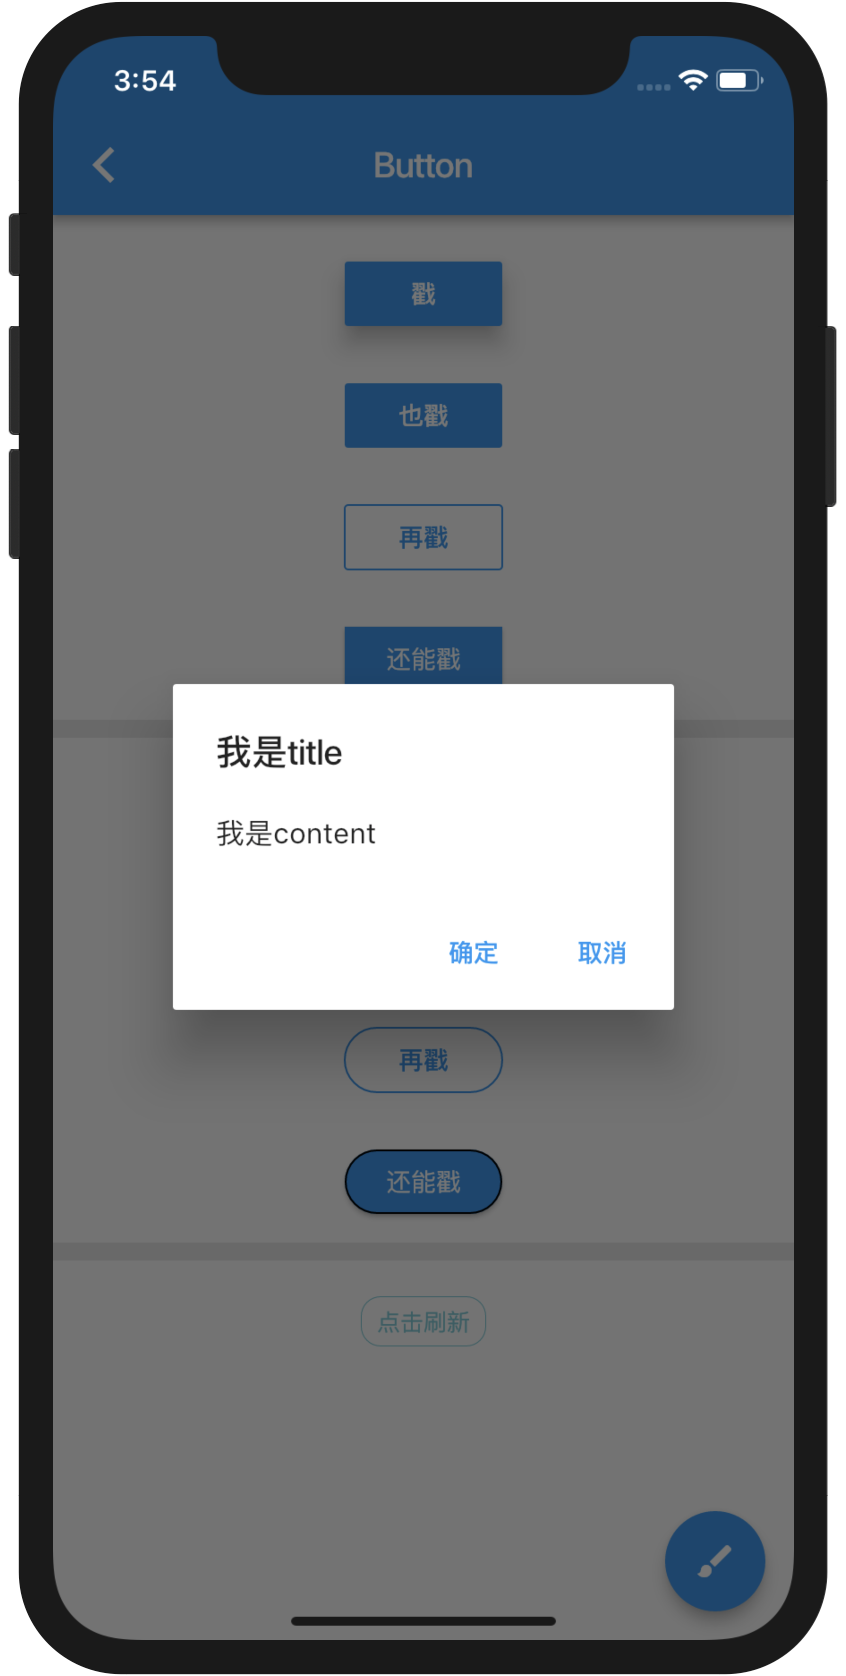 3:54
Button
戳
也戳
再戳
还能戳
我是title
我是content
确定 取消
再戳
还能戳
点击刷新